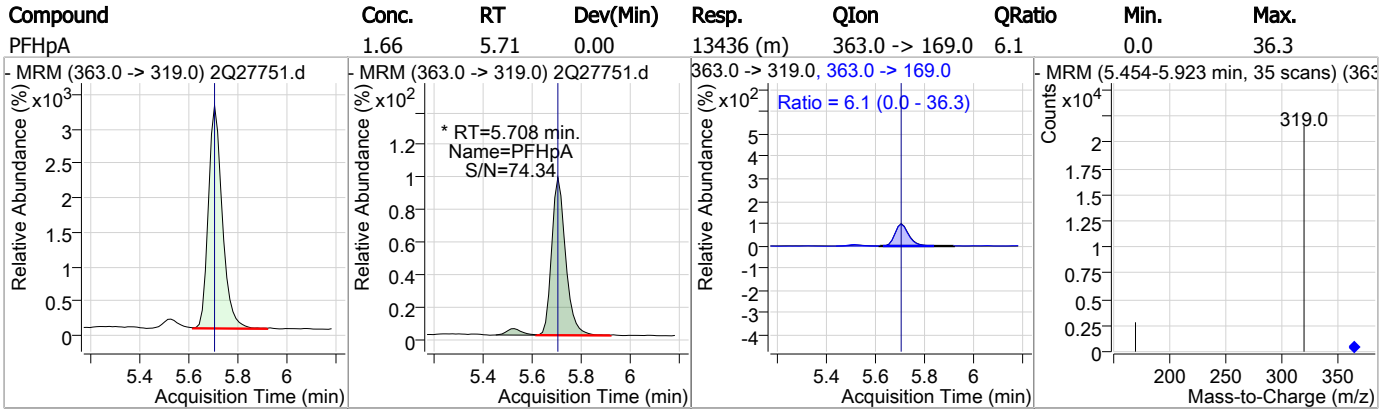 Compound Conc. RT Dev(Min) Resp. QIon QRatio Min. Max.
PFHpA 1.66 5.71 0.00 13436 (m) 363.0 -> 169.0 6.1 0.0 36.3
- MRM (363.0 -> 319.0) 2Q27751.d
x10³
Relative Abundance (%)
3
2.5
2
1.5
1
0.5
0
5.4 5.6 5.8 6
Acquisition Time (min)
- MRM (363.0 -> 319.0) 2Q27751.d
x10²
Relative Abundance (%)
* RT=5.708 min.
Name=PFHpA
S/N=74.34
1.2
1
0.8
0.6
0.4
0.2
0
5.4 5.6 5.8 6
Acquisition Time (min)
363.0 -> 319.0, 363.0 -> 169.0
x10²
Ratio = 6.1 (0.0 - 36.3)
Relative Abundance (%)
5
4
3
2
1
0
-1
-2
-3
-4
5.4 5.6 5.8 6
Acquisition Time (min)
- MRM (5.454-5.923 min, 35 scans) (363
x10⁴
Counts
319.0
2
1.75
1.5
1.25
1
0.75
0.5
0.25
0
200 250 300 350
Mass-to-Charge (m/z)